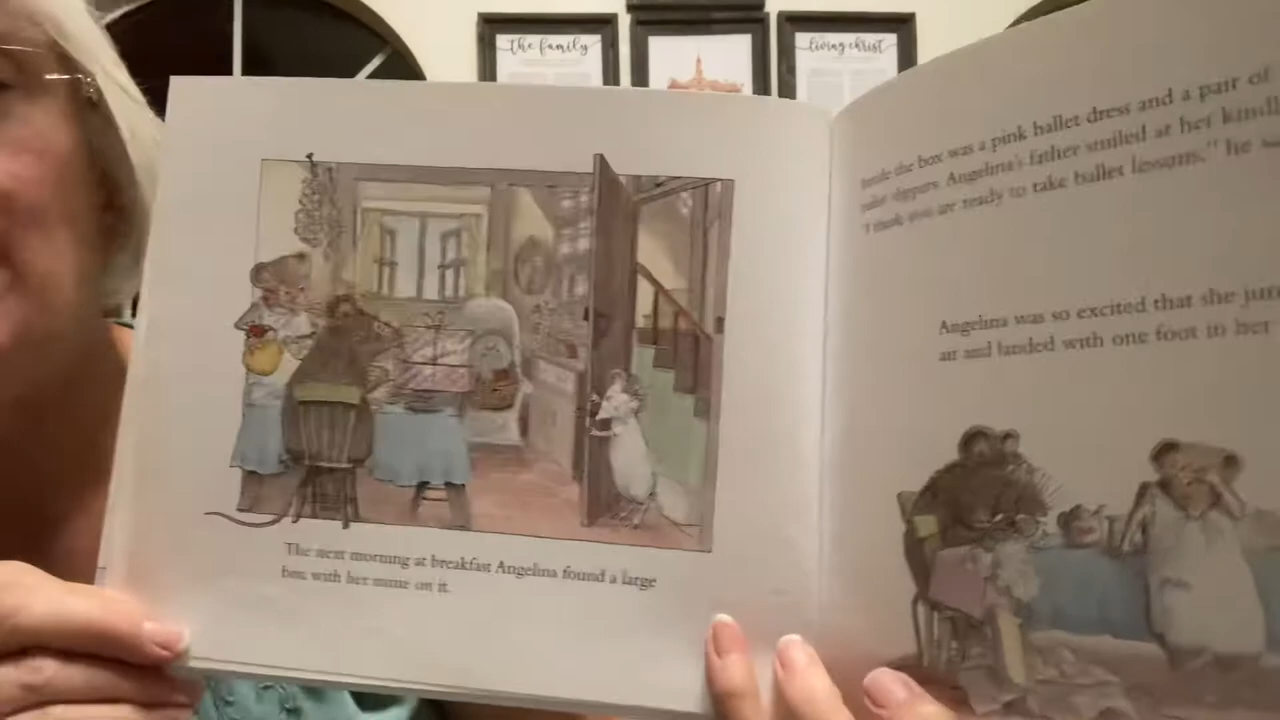 the family
living christ
The next morning at breakfast Angelina found a large
box with her name on it.
Inside the box was a pink ballet dress and a pair of
ballet slippers. Angelina's father smiled at her kindl
"I think you are ready to take ballet lessons," he
Angelina was so excited that she jum
air and landed with one foot in her